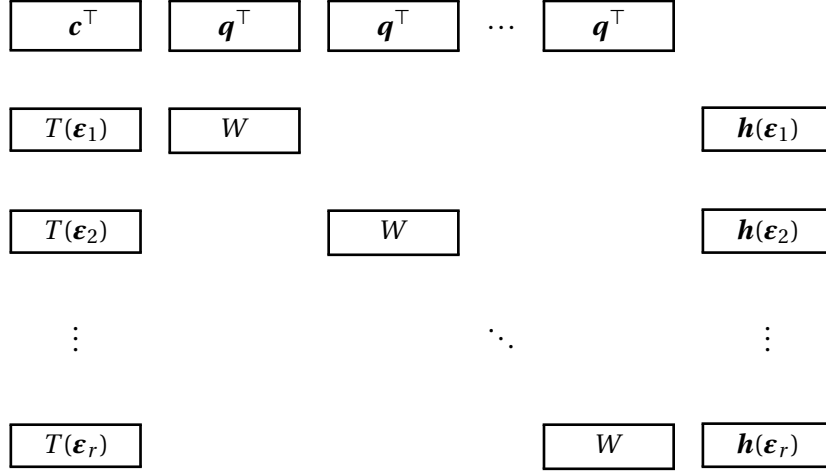 c⊤ q⊤ q⊤ ⋯ q⊤
T(ε₁) W h(ε₁)
T(ε₂) W h(ε₂)
⋮ ⋱ ⋮
T(εᵣ) W h(εᵣ)